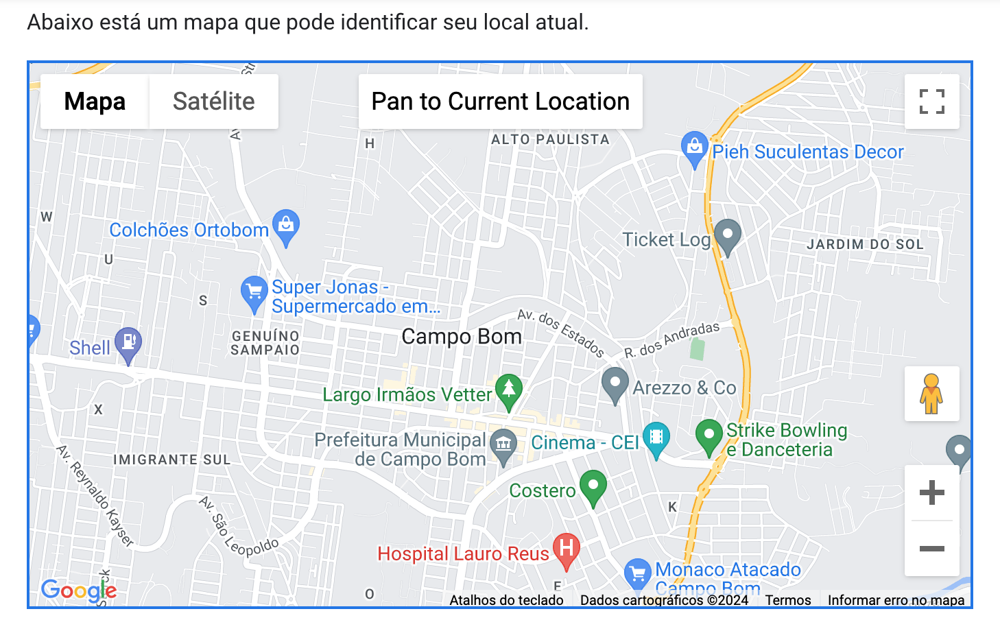 Abaixo está um mapa que pode identificar seu local atual.
Mapa
Satélite
Pan to Current Location
H
ALTO PAULISTA
Pieh Suculentas Decor
W
Colchões Ortobom
Ticket Log
JARDIM DO SOL
U
S
Super Jonas -
Supermercado em...
Av. dos Estados
GENUÍNO
SAMPAIO
Campo Bom
R. dos Andradas
Shell
Largo Irmãos Vetter
Arezzo & Co
X
Prefeitura Municipal
de Campo Bom
Cinema - CEI
Strike Bowling
e Danceteria
IMIGRANTE SUL
Av. Reynaldo Kayser
Costero
Av. São Leopoldo
K
Hospital Lauro Reus
H
Monaco Atacado
Campo Bom
Google
O
Atalhos do teclado
Dados cartográficos ©2024
Termos
Informar erro no mapa